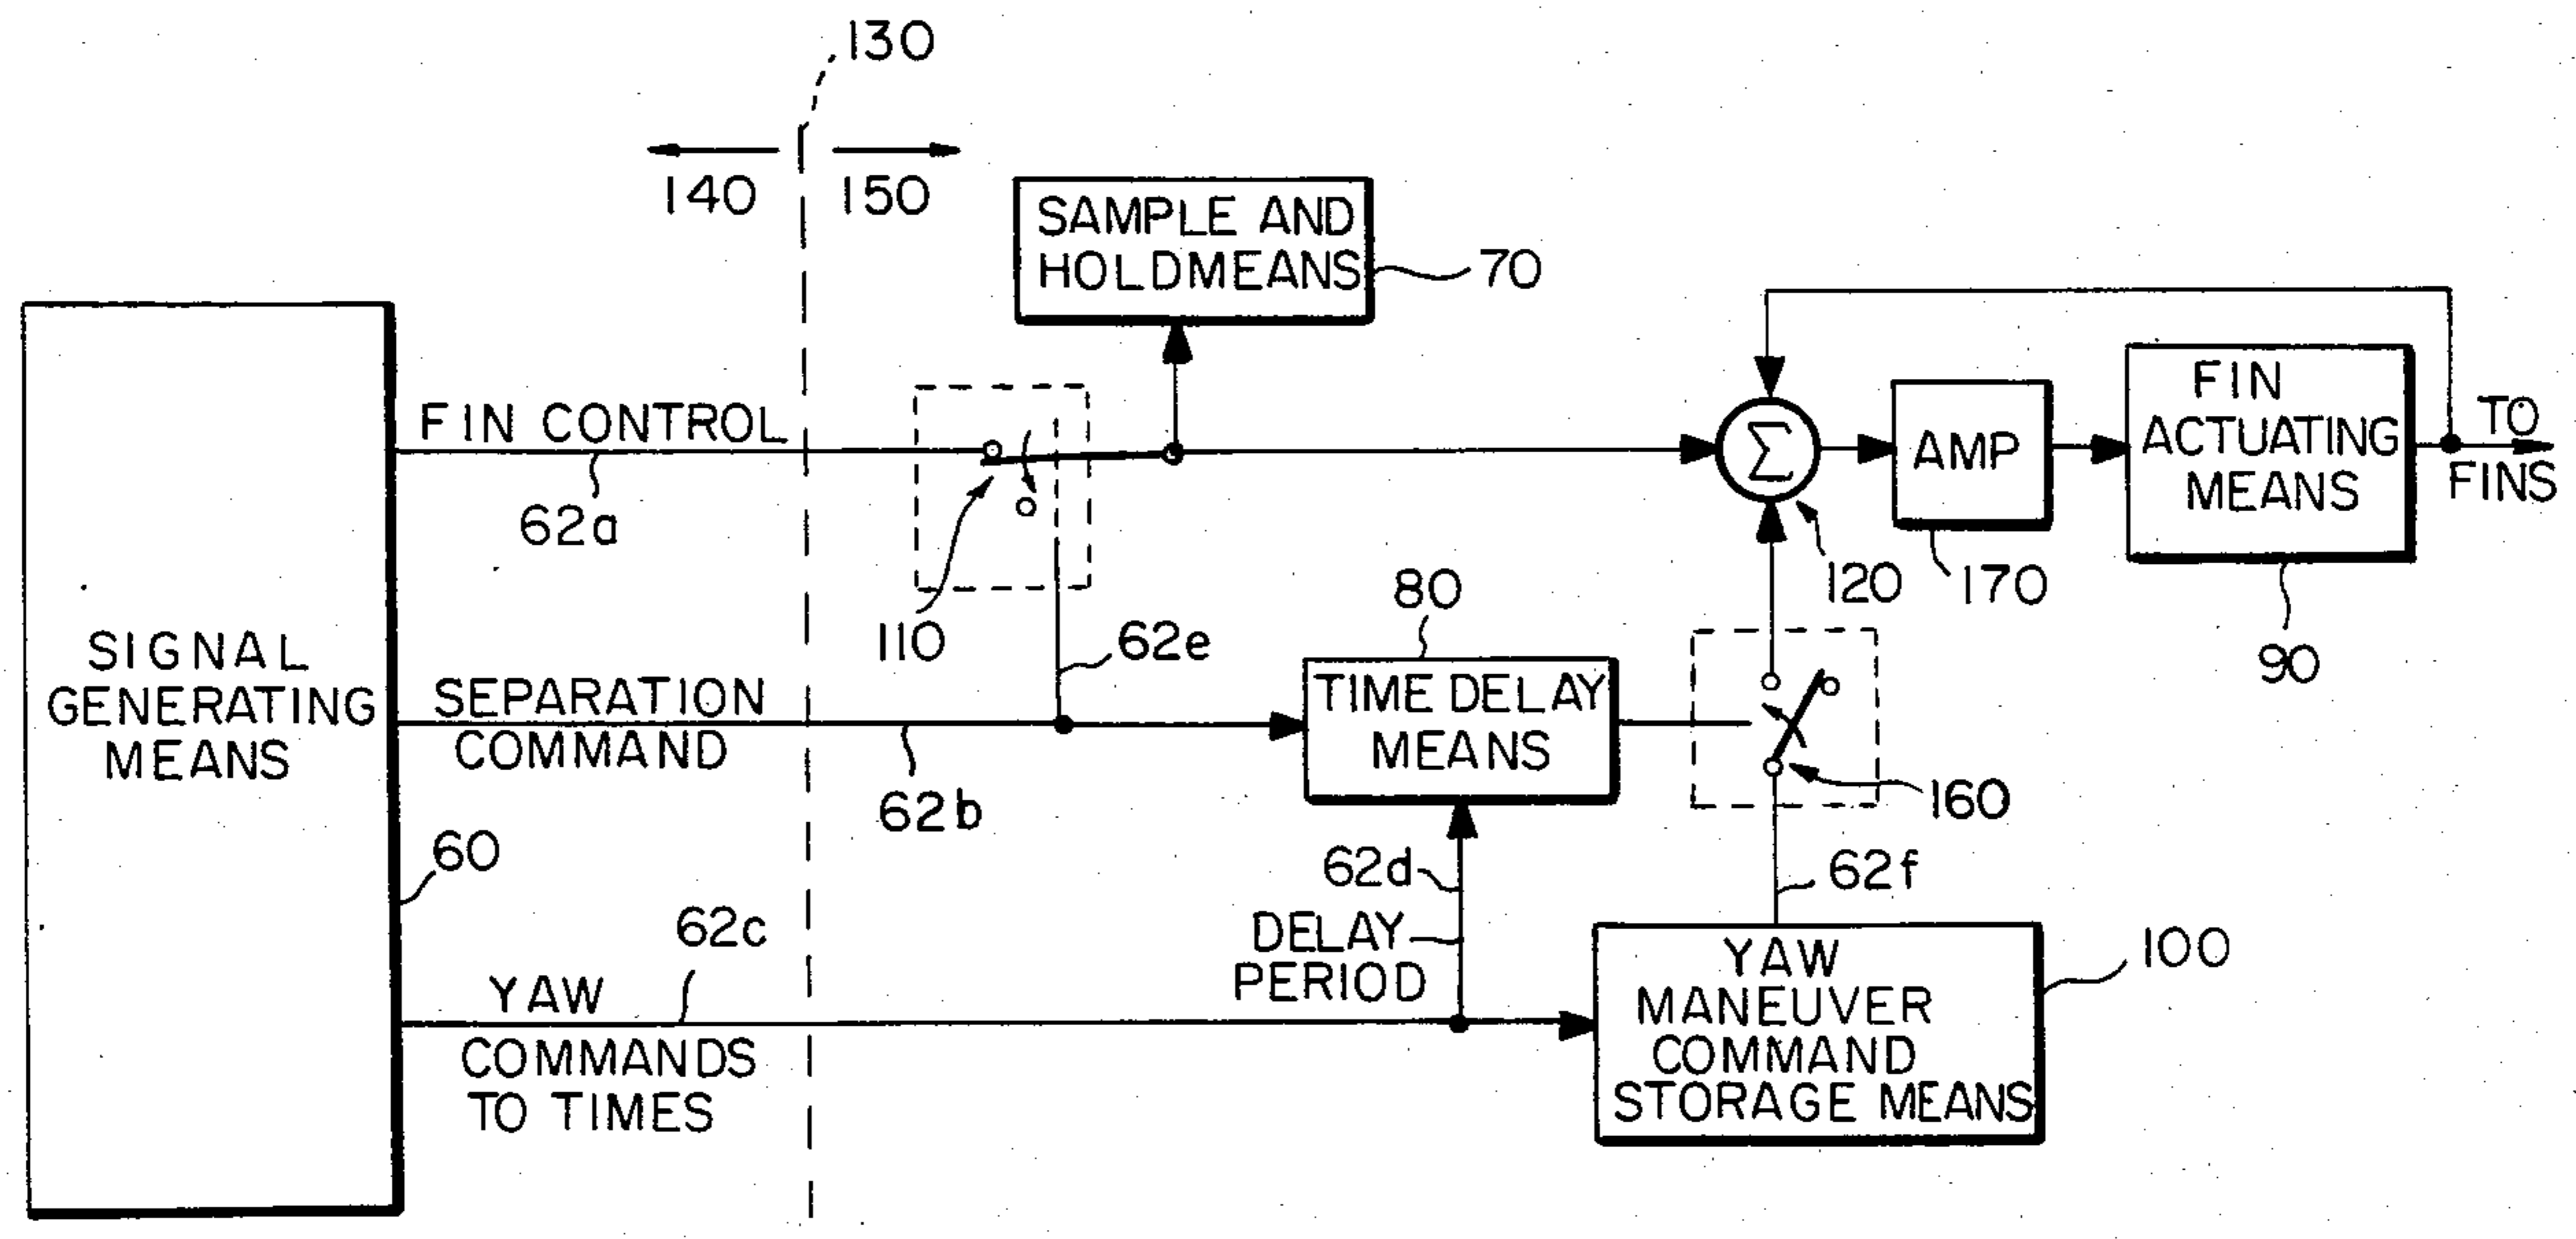 130
140
150
SAMPLE AND
HOLDMEANS
70
FIN CONTROL
62a
110
Σ
120
AMP
170
FIN
ACTUATING
MEANS
90
TO
FINS
SIGNAL
GENERATING
MEANS
60
SEPARATION
COMMAND
62b
62e
80
TIME DELAY
MEANS
160
62d
DELAY
PERIOD
62f
62c
YAW
COMMANDS
TO TIMES
YAW
MANEUVER
COMMAND
STORAGE MEANS
100